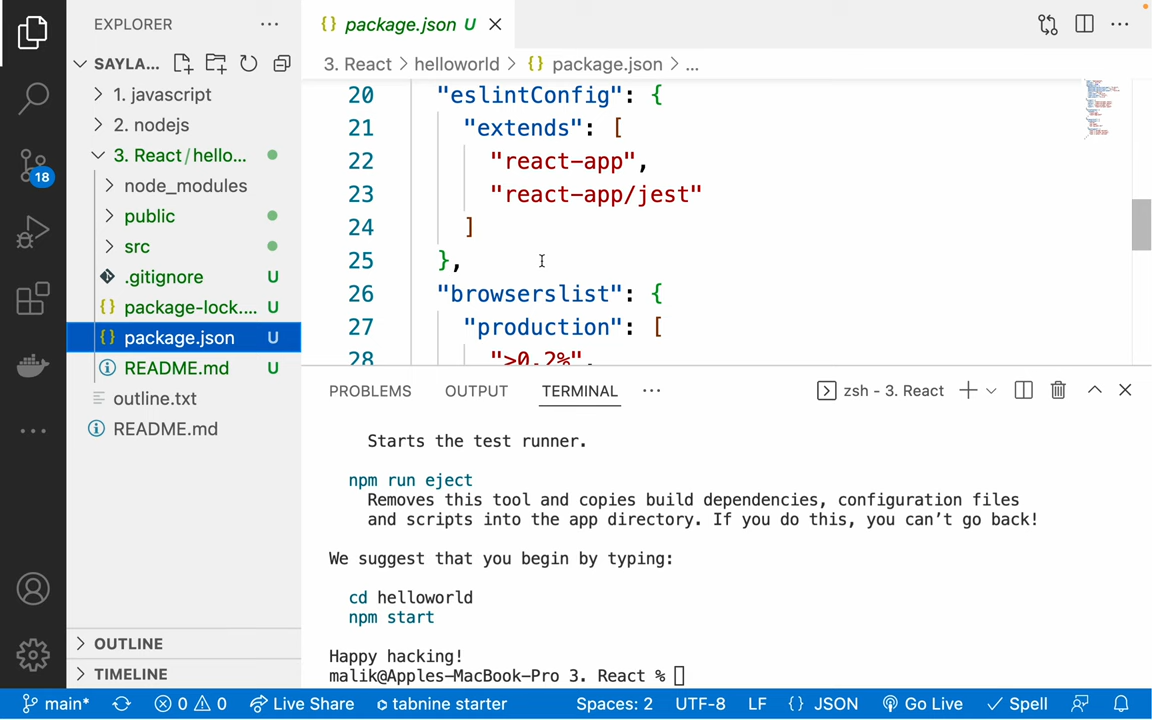 EXPLORER
SAYLA...
1. javascript
2. nodejs
3. React/hello...
node_modules
public
src
.gitignore U
package-lock.... U
package.json U
README.md U
outline.txt
README.md
OUTLINE
TIMELINE
18
package.json U
3. React > helloworld > {} package.json > ...
20 "eslintConfig": {
21 "extends": [
22 "react-app",
23 "react-app/jest"
24 ]
25 },
26 "browserslist": {
27 "production": [
28 ">0.2%",
PROBLEMS OUTPUT TERMINAL ... zsh - 3. React
Starts the test runner.
npm run eject
Removes this tool and copies build dependencies, configuration files
and scripts into the app directory. If you do this, you can’t go back!
We suggest that you begin by typing:
cd helloworld
npm start
Happy hacking!
malik@Apples-MacBook-Pro 3. React %
main* 0 0 Live Share tabnine starter Spaces: 2 UTF-8 LF {} JSON Go Live Spell